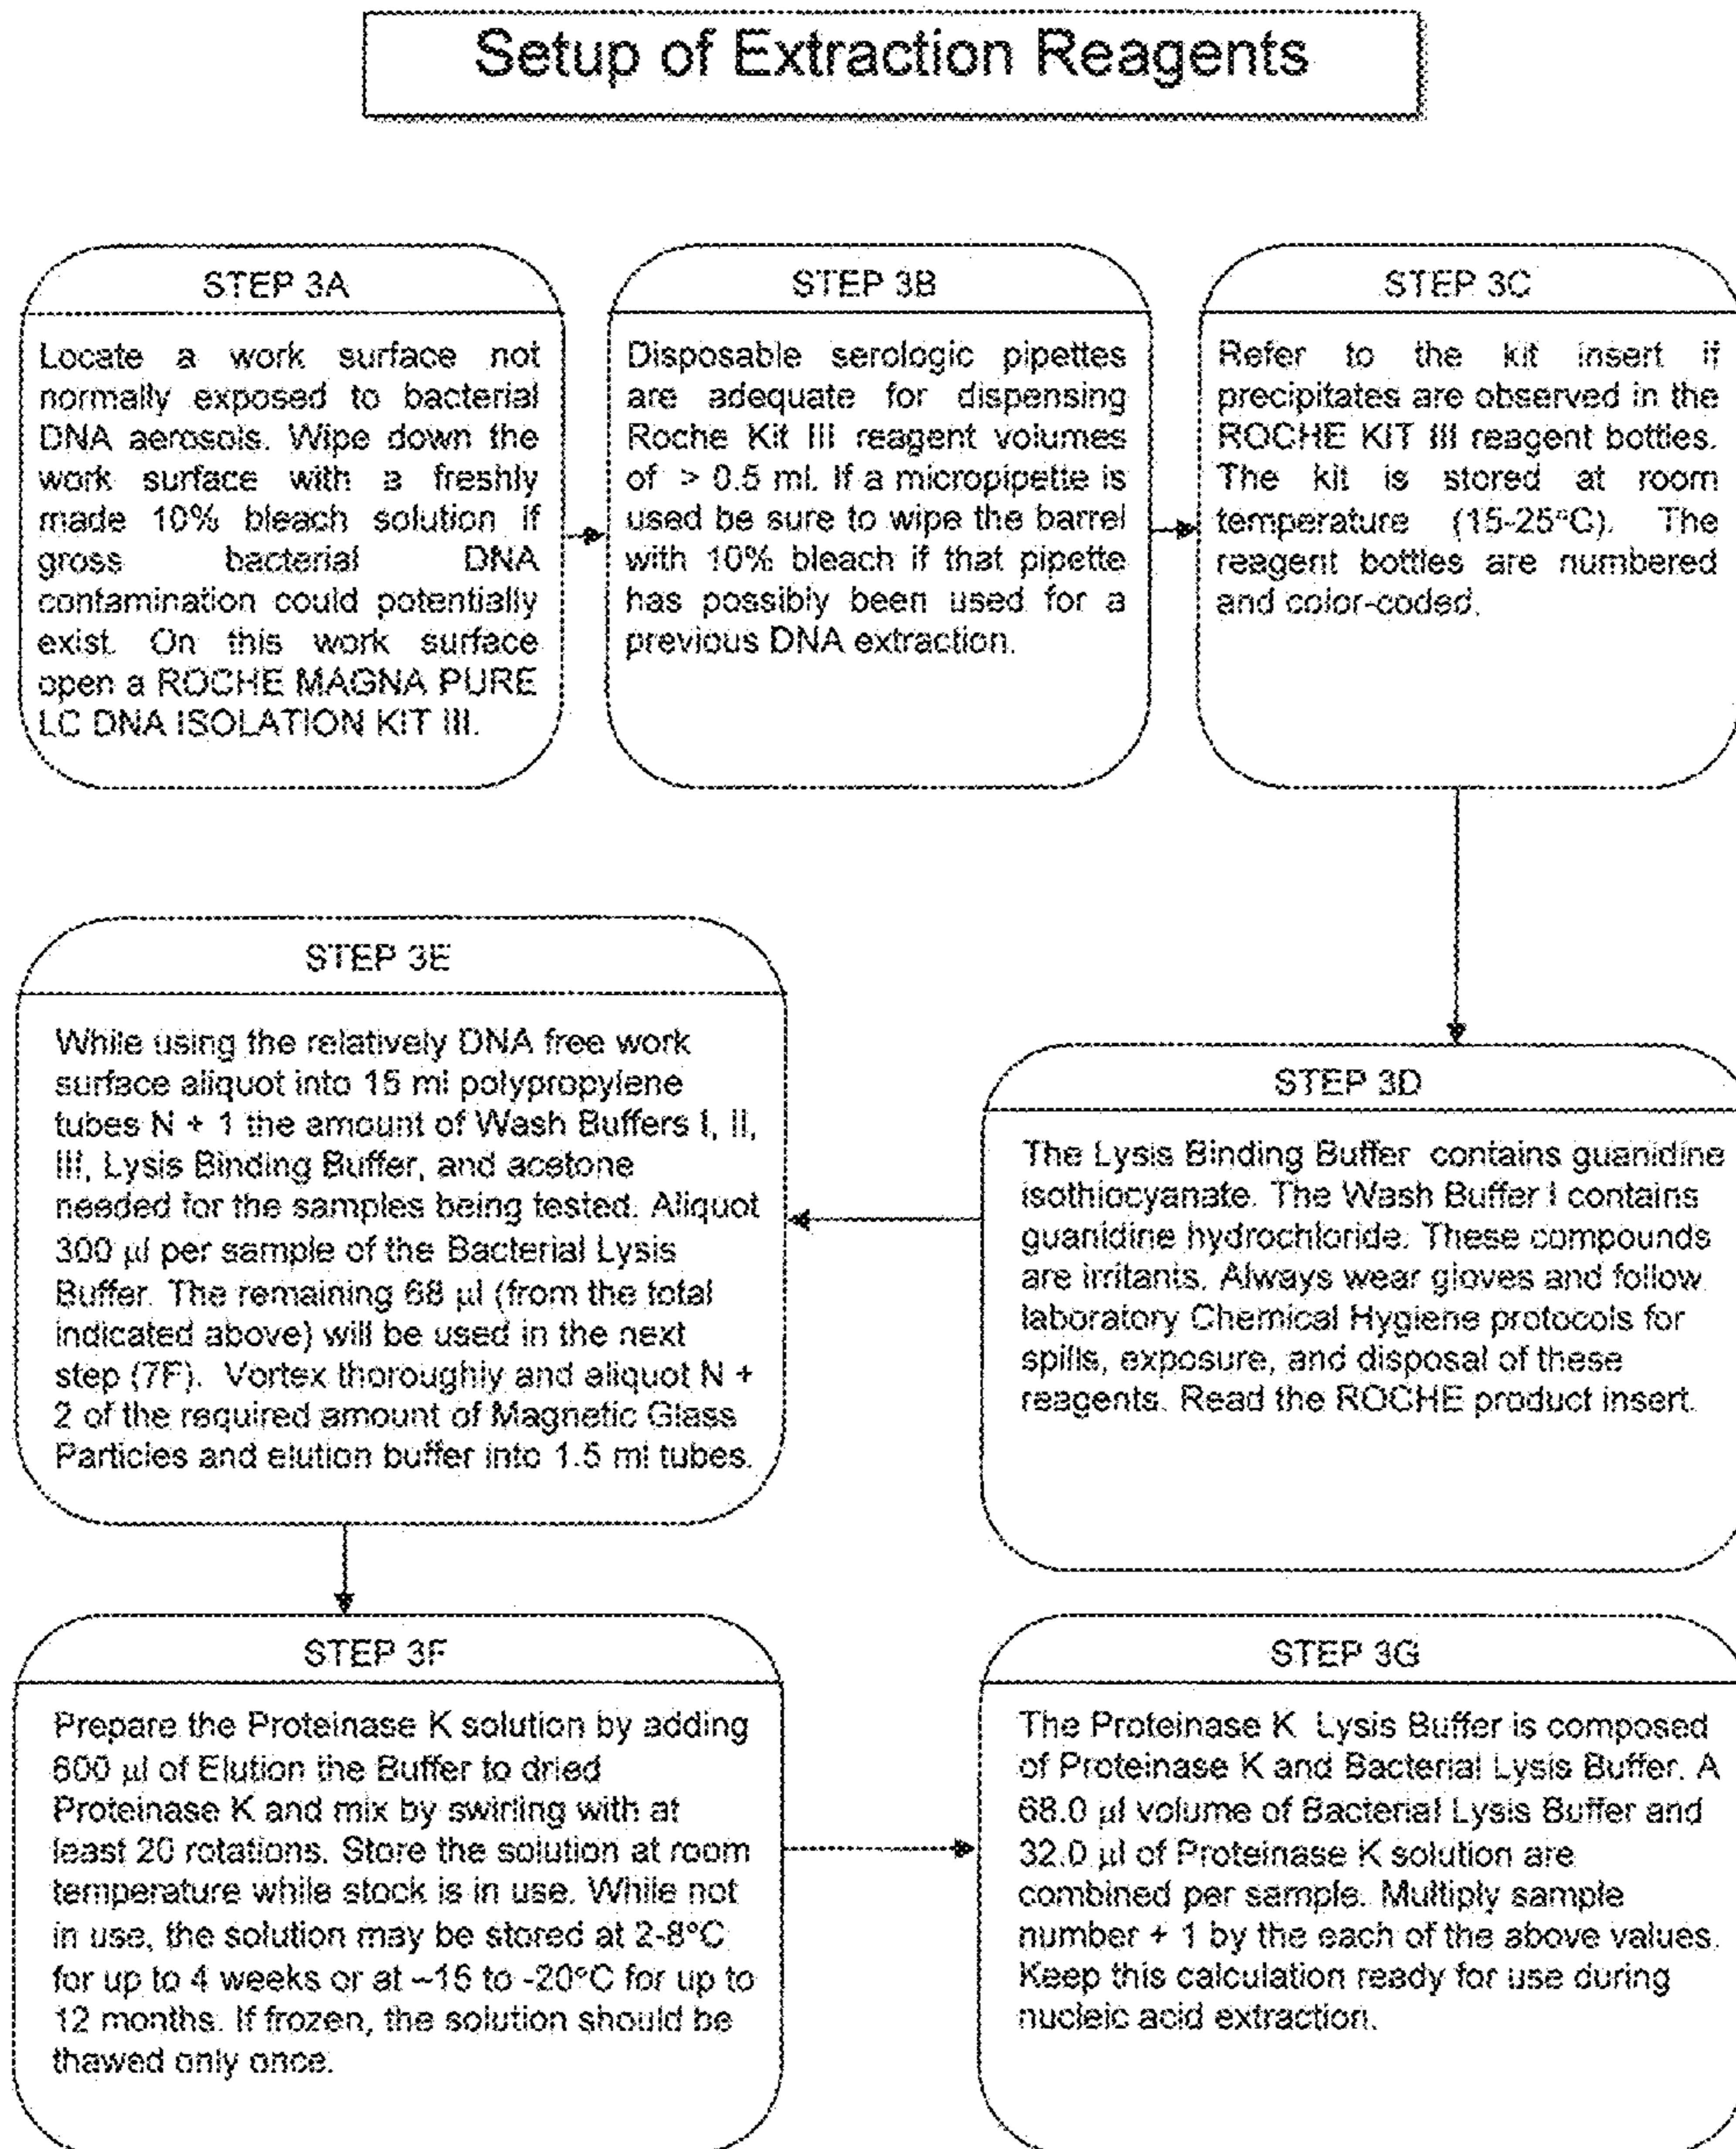 Setup of Extraction Reagents
STEP 3A
Locate a work surface not
normally exposed to bacterial
DNA aerosols. Wipe down the
work surface with a freshly
made 10% bleach solution if
gross bacterial DNA
contamination could potentially
exist. On this work surface
open a ROCHE MAGNA PURE
LC DNA ISOLATION KIT III.
STEP 3B
Disposable serologic pipettes
are adequate for dispensing
Roche Kit III reagent volumes
of > 0.5 ml. If a micropipette is
used be sure to wipe the barrel
with 10% bleach if that pipette
has possibly been used for a
previous DNA extraction.
STEP 3C
Refer to the kit insert if
precipitates are observed in the
ROCHE KIT III reagent bottles.
The kit is stored at room
temperature (15-25°C). The
reagent bottles are numbered
and color-coded.
STEP 3D
The Lysis Binding Buffer contains guanidine
isothiocyanate. The Wash Buffer I contains
guanidine hydrochloride. These compounds
are irritants. Always wear gloves and follow
laboratory Chemical Hygiene protocols for
spills, exposure, and disposal of these
reagents. Read the ROCHE product insert.
STEP 3E
While using the relatively DNA free work
surface aliquot into 15 ml polypropylene
tubes N + 1 the amount of Wash Buffers I, II,
III, Lysis Binding Buffer, and acetone
needed for the samples being tested. Aliquot
300 µl per sample of the Bacterial Lysis
Buffer. The remaining 68 µl (from the total
indicated above) will be used in the next
step (7F). Vortex thoroughly and aliquot N +
2 of the required amount of Magnetic Glass
Particles and elution buffer into 1.5 ml tubes.
STEP 3F
Prepare the Proteinase K solution by adding
600 µl of Elution the Buffer to dried
Proteinase K and mix by swirling with at
least 20 rotations. Store the solution at room
temperature while stock is in use. While not
in use, the solution may be stored at 2-8°C
for up to 4 weeks or at –15 to -20°C for up to
12 months. If frozen, the solution should be
thawed only once.
STEP 3G
The Proteinase K Lysis Buffer is composed
of Proteinase K and Bacterial Lysis Buffer. A
68.0 µl volume of Bacterial Lysis Buffer and
32.0 µl of Proteinase K solution are
combined per sample. Multiply sample
number + 1 by the each of the above values.
Keep this calculation ready for use during
nucleic acid extraction.